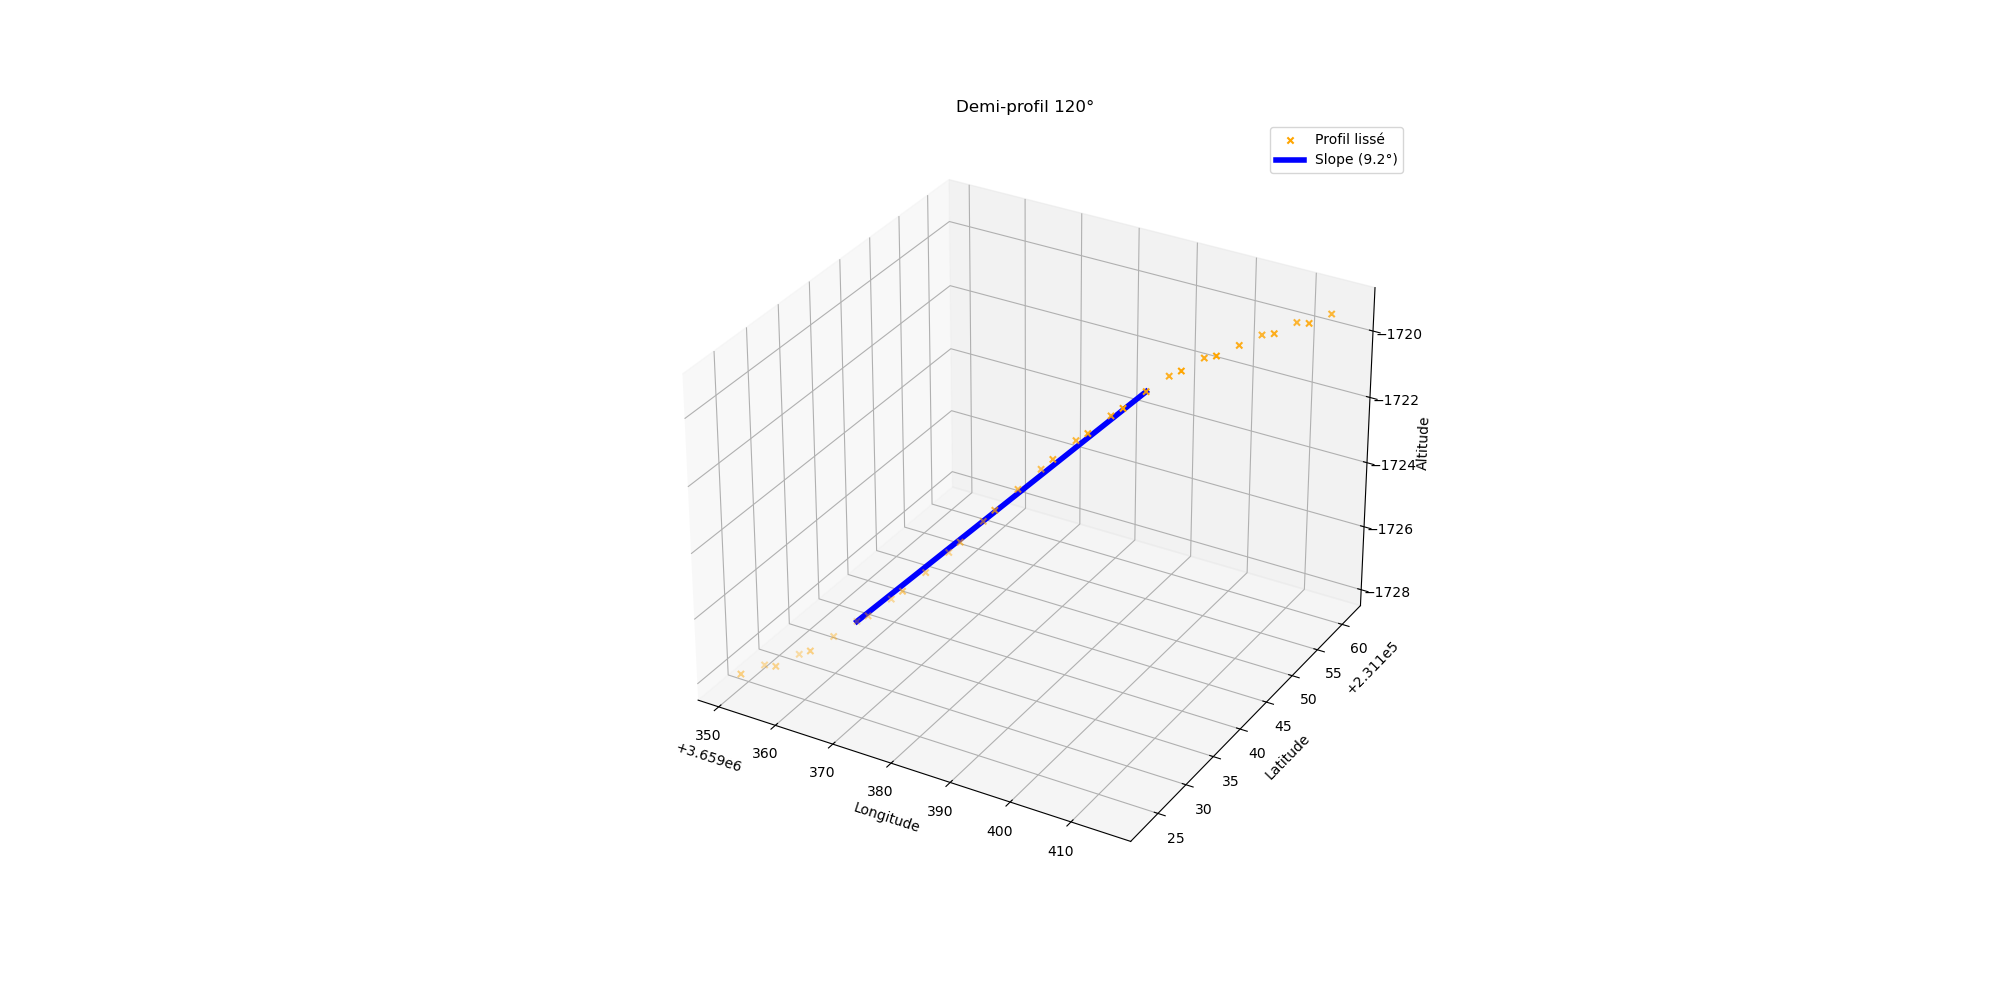 Demi-profil 120°
Profil lissé
Slope (9.2°)
−1720
−1722
−1724
−1726
−1728
Altitude
60
55
50
45
40
35
30
25
+2.311e5
Latitude
350
360
370
380
390
400
410
+3.659e6
Longitude